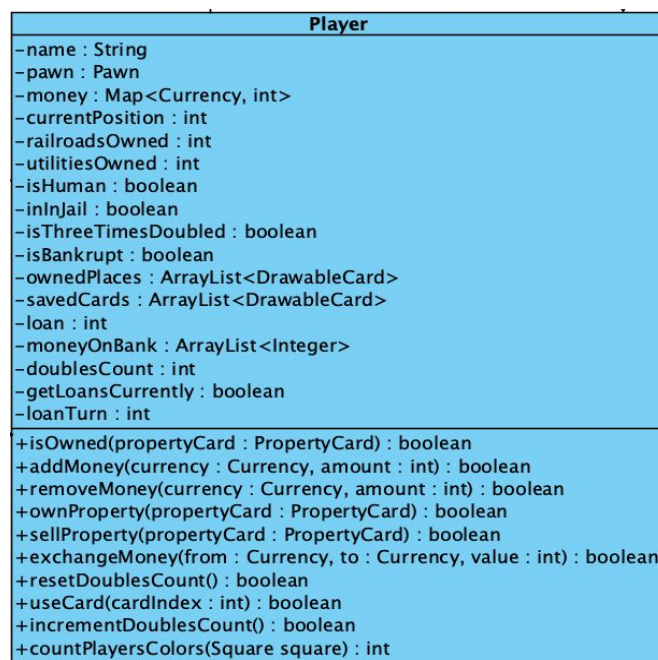 Player
-name : String
-pawn : Pawn
-money : Map<Currency, int>
-currentPosition : int
-railroadsOwned : int
-utilitiesOwned : int
-isHuman : boolean
-inInJail : boolean
-isThreeTimesDoubled : boolean
-isBankrupt : boolean
-ownedPlaces : ArrayList<DrawableCard>
-savedCards : ArrayList<DrawableCard>
-loan : int
-moneyOnBank : ArrayList<Integer>
-doublesCount : int
-getLoansCurrently : boolean
-loanTurn : int
+isOwned(propertyCard : PropertyCard) : boolean
+addMoney(currency : Currency, amount : int) : boolean
+removeMoney(currency : Currency, amount : int) : boolean
+ownProperty(propertyCard : PropertyCard) : boolean
+sellProperty(propertyCard : PropertyCard) : boolean
+exchangeMoney(from : Currency, to : Currency, value : int) : boolean
+resetDoublesCount() : boolean
+useCard(cardIndex : int) : boolean
+incrementDoublesCount() : boolean
+countPlayersColors(Square square) : int